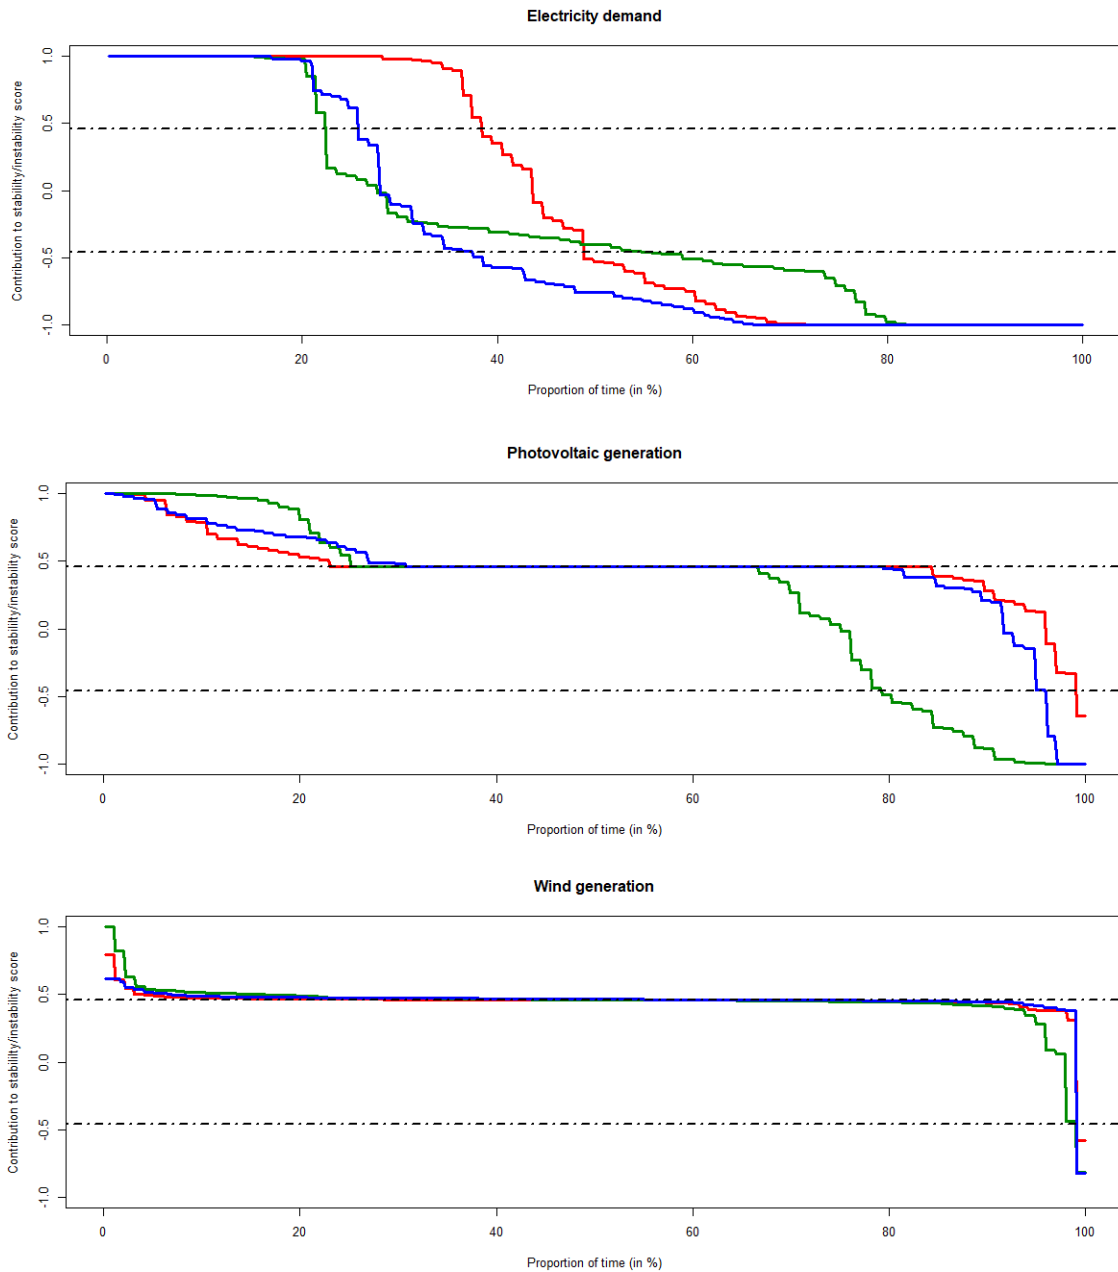 Electricity demand
Contribution to stability/instability score
1.0
0.5
0.0
-0.5
-1.0
0 20 40 60 80 100
Proportion of time (in %)
Photovoltaic generation
Contribution to stability/instability score
1.0
0.5
0.0
-0.5
-1.0
0 20 40 60 80 100
Proportion of time (in %)
Wind generation
Contribution to stability/instability score
1.0
0.5
0.0
-0.5
-1.0
0 20 40 60 80 100
Proportion of time (in %)